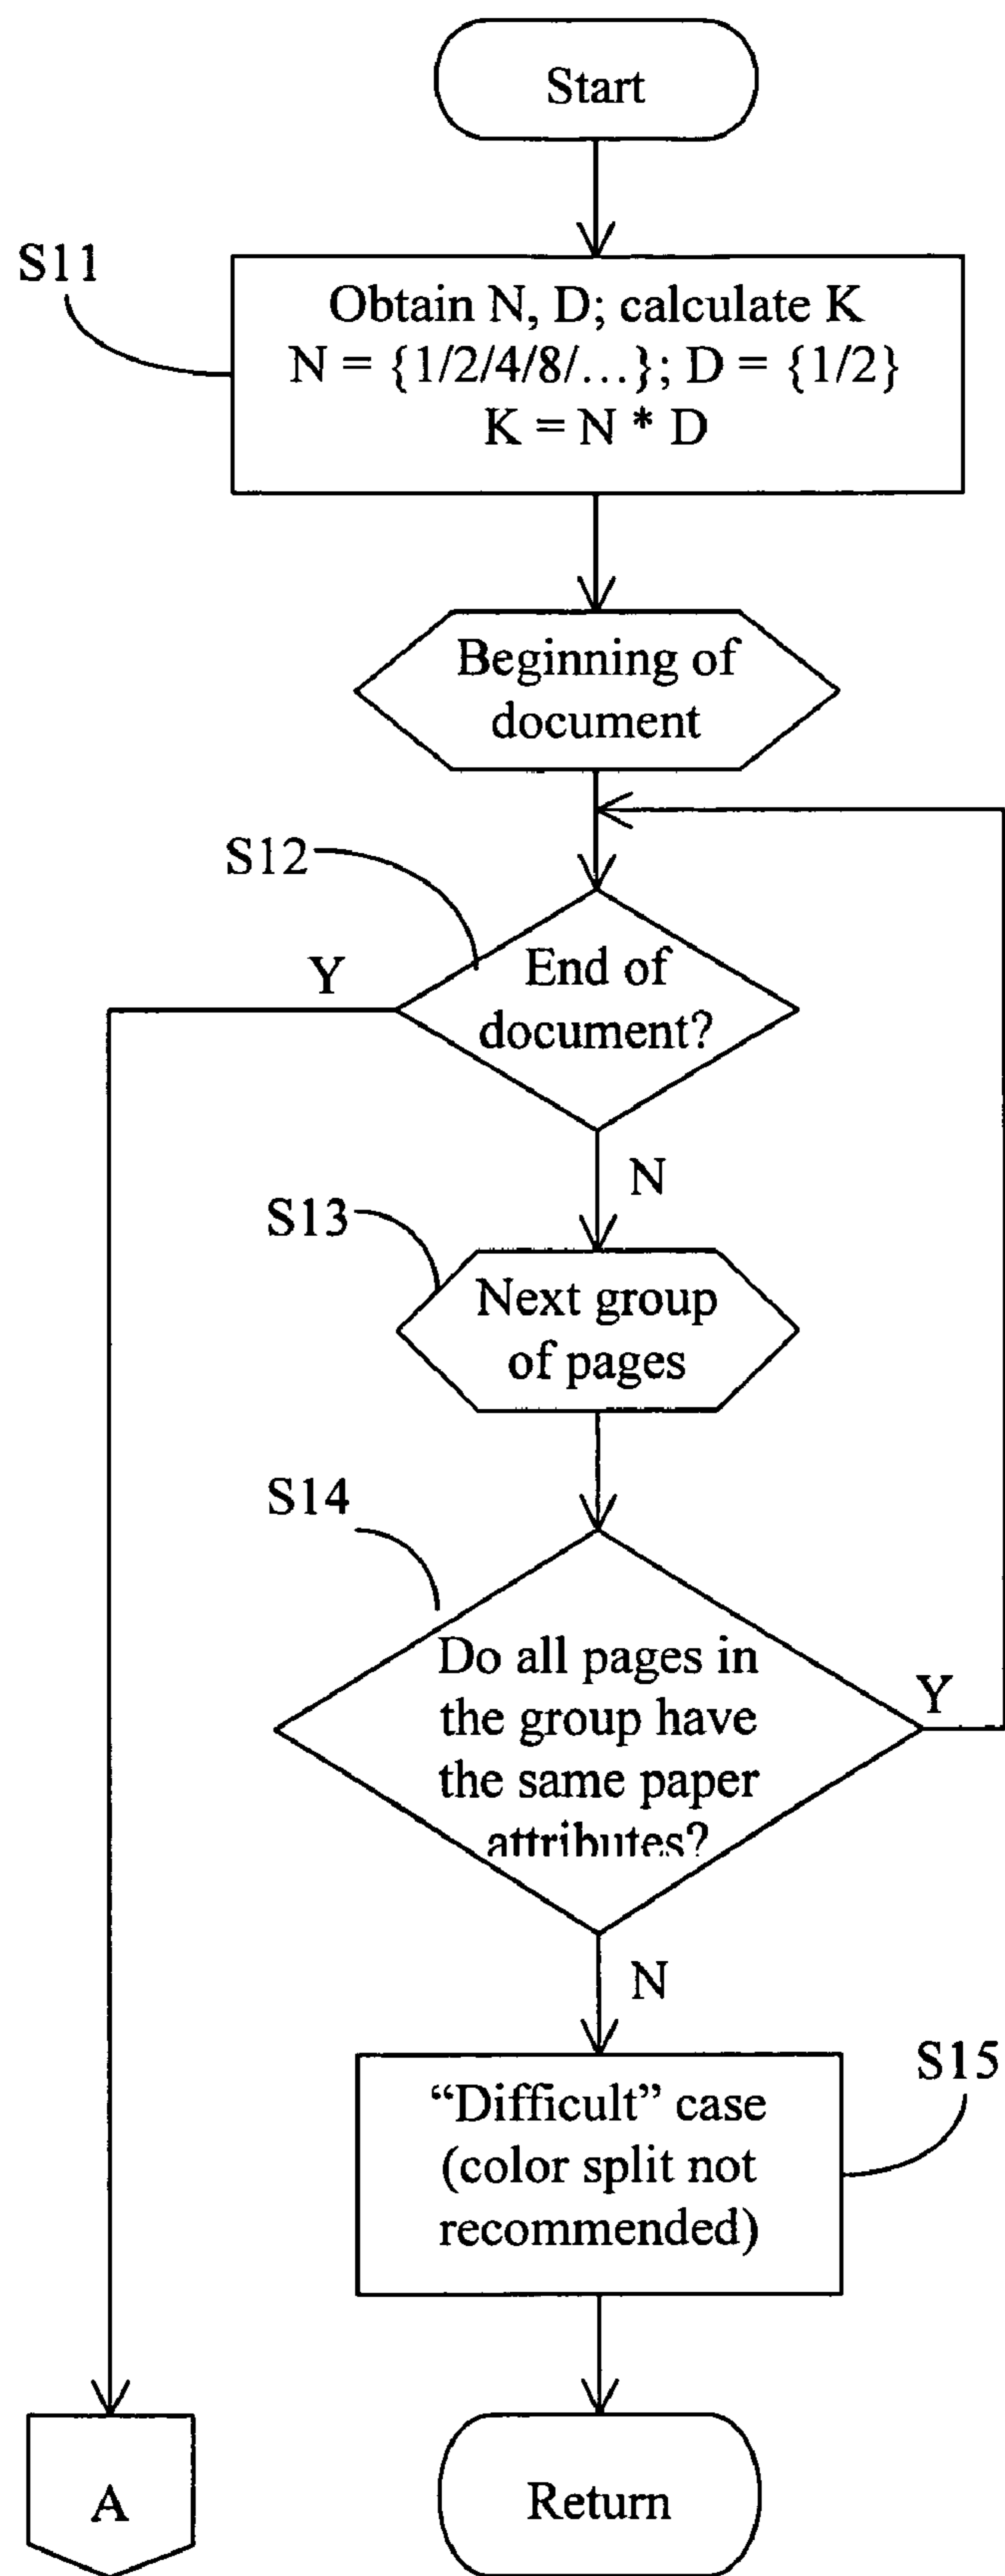 Start
S11
Obtain N, D; calculate K
N = {1/2/4/8/...}; D = {1/2}
K = N * D
Beginning of
document
S12
Y
End of
document?
N
S13
Next group
of pages
S14
Do all pages in
the group have
the same paper
attributes?
Y
N
S15
“Difficult” case
(color split not
recommended)
A
Return